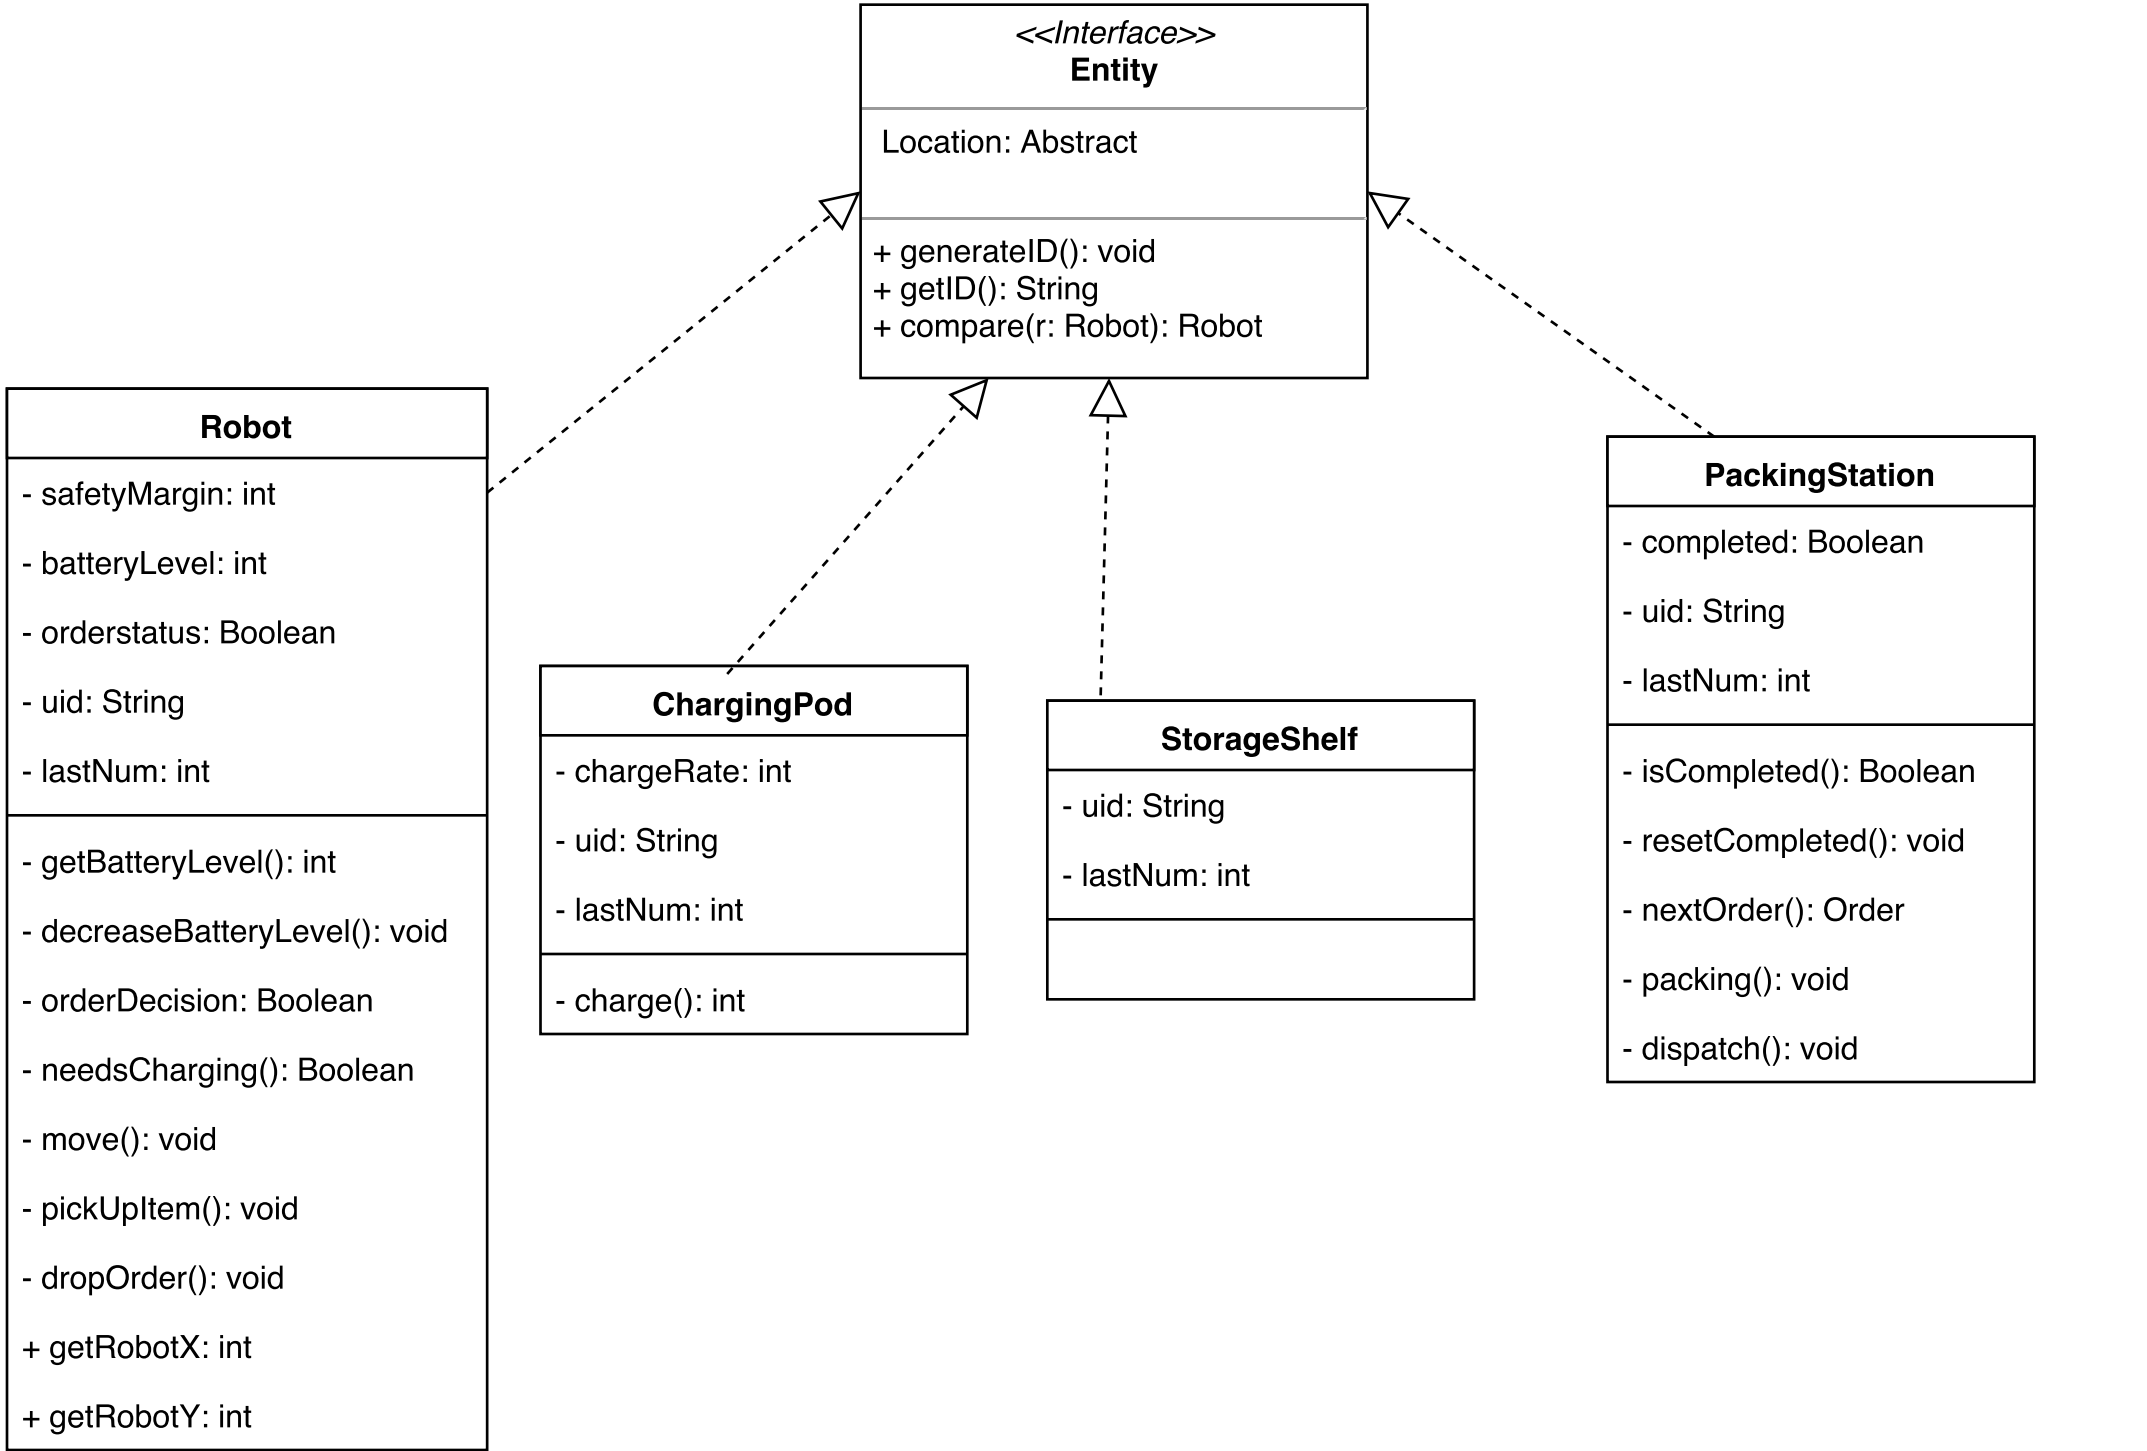 <<Interface>>
Entity
Location: Abstract
+ generateID(): void
+ getID(): String
+ compare(r: Robot): Robot
Robot
- safetyMargin: int
- batteryLevel: int
- orderstatus: Boolean
- uid: String
- lastNum: int
- getBatteryLevel(): int
- decreaseBatteryLevel(): void
- orderDecision: Boolean
- needsCharging(): Boolean
- move(): void
- pickUpItem(): void
- dropOrder(): void
+ getRobotX: int
+ getRobotY: int
ChargingPod
- chargeRate: int
- uid: String
- lastNum: int
- charge(): int
StorageShelf
- uid: String
- lastNum: int
PackingStation
- completed: Boolean
- uid: String
- lastNum: int
- isCompleted(): Boolean
- resetCompleted(): void
- nextOrder(): Order
- packing(): void
- dispatch(): void